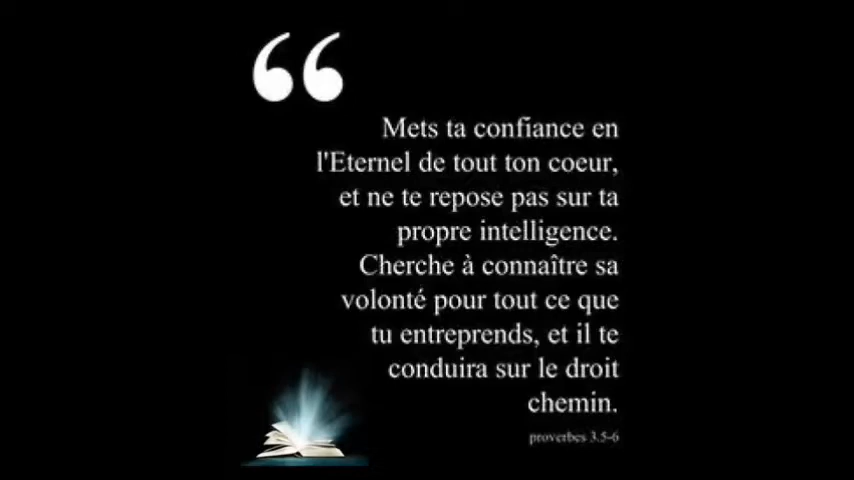 “
Mets ta confiance en
l'Eternel de tout ton coeur,
et ne te repose pas sur ta
propre intelligence.
Cherche à connaître sa
volonté pour tout ce que
tu entreprends, et il te
conduira sur le droit
chemin.
proverbes 3.5-6